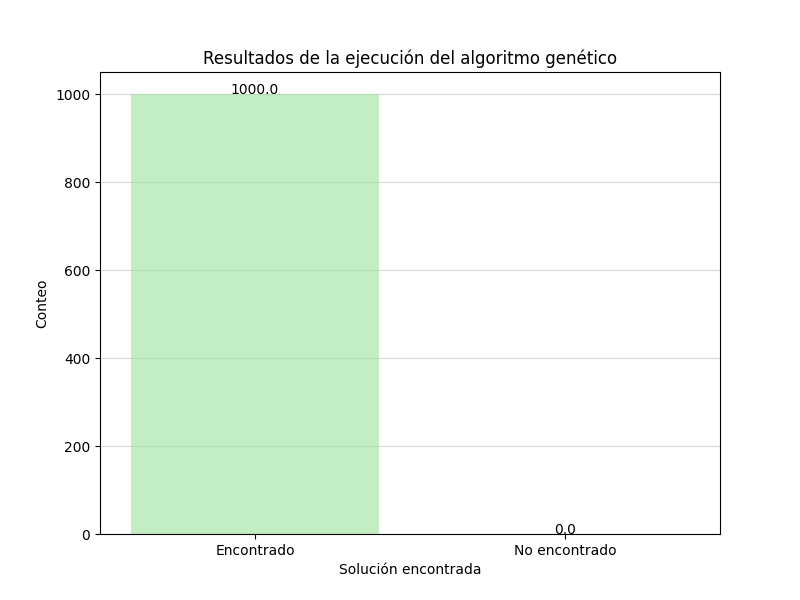 Resultados de la ejecución del algoritmo genético
1000
800
600
400
200
0
Conteo
1000.0
0.0
Encontrado
No encontrado
Solución encontrada